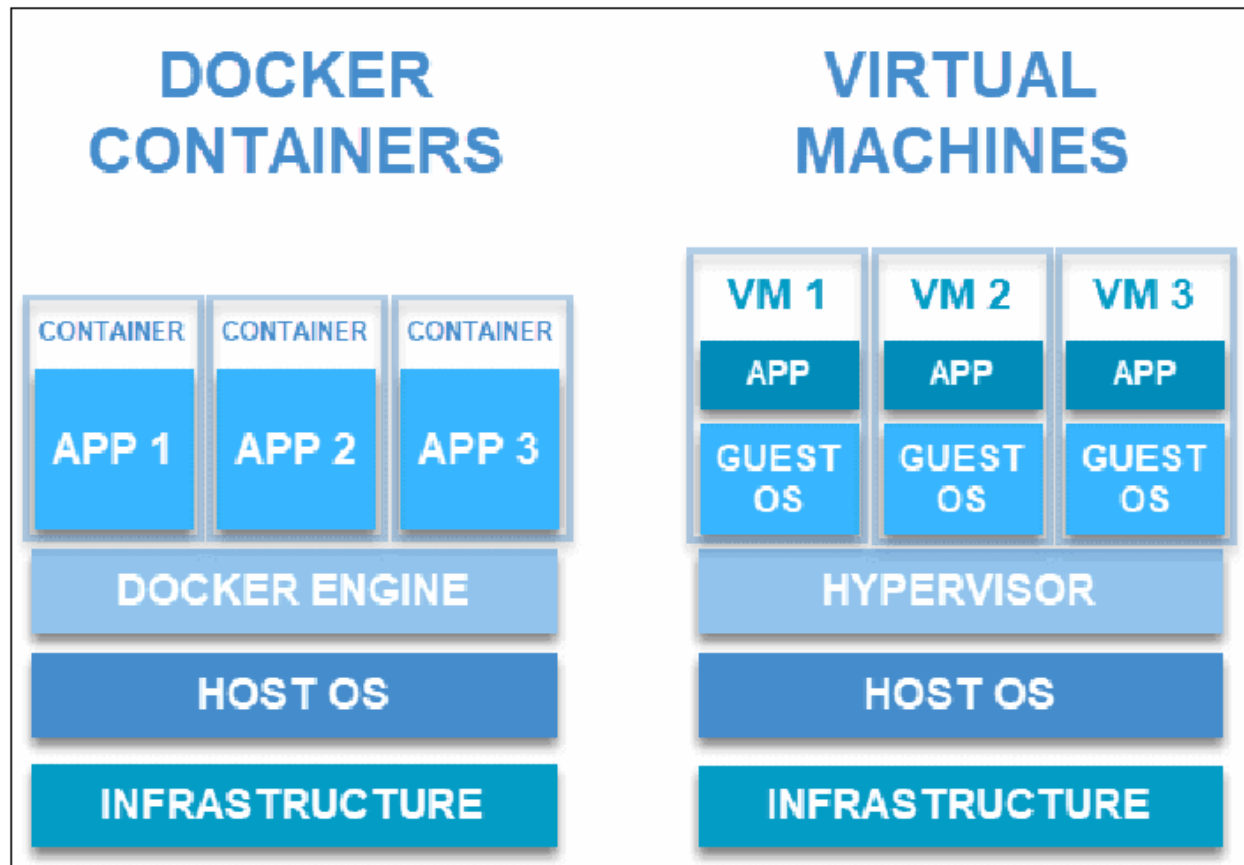 DOCKER
CONTAINERS
CONTAINER
CONTAINER
CONTAINER
APP 1
APP 2
APP 3
DOCKER ENGINE
HOST OS
INFRASTRUCTURE
VIRTUAL
MACHINES
VM 1
VM 2
VM 3
APP
APP
APP
GUEST
OS
GUEST
OS
GUEST
OS
HYPERVISOR
HOST OS
INFRASTRUCTURE